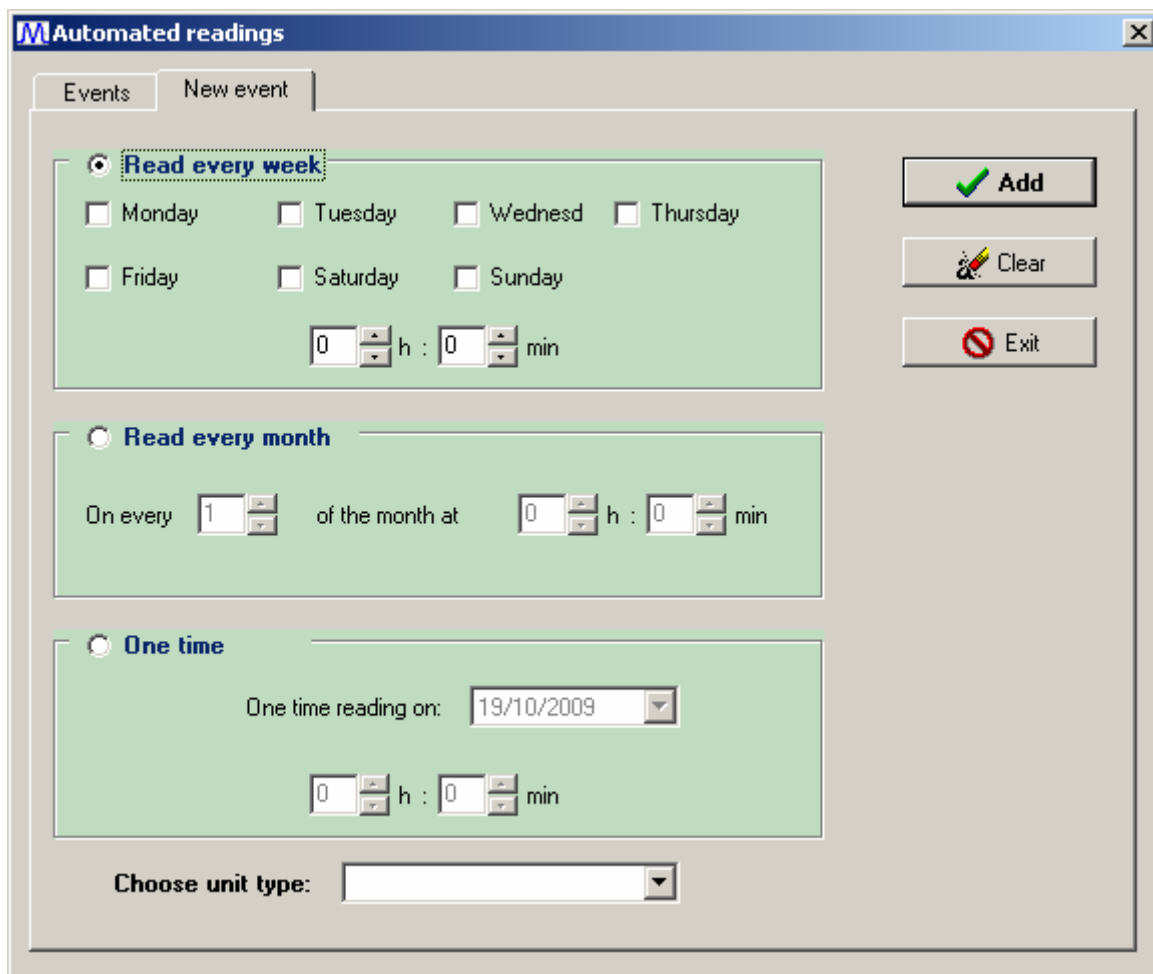 Automated readings
Events New event
Read every week
Add
Monday Tuesday Wednesd Thursday
Clear
Friday Saturday Sunday
0 h : 0 min
Exit
Read every month
On every 1 of the month at 0 h : 0 min
One time
One time reading on: 19/10/2009
0 h : 0 min
Choose unit type: